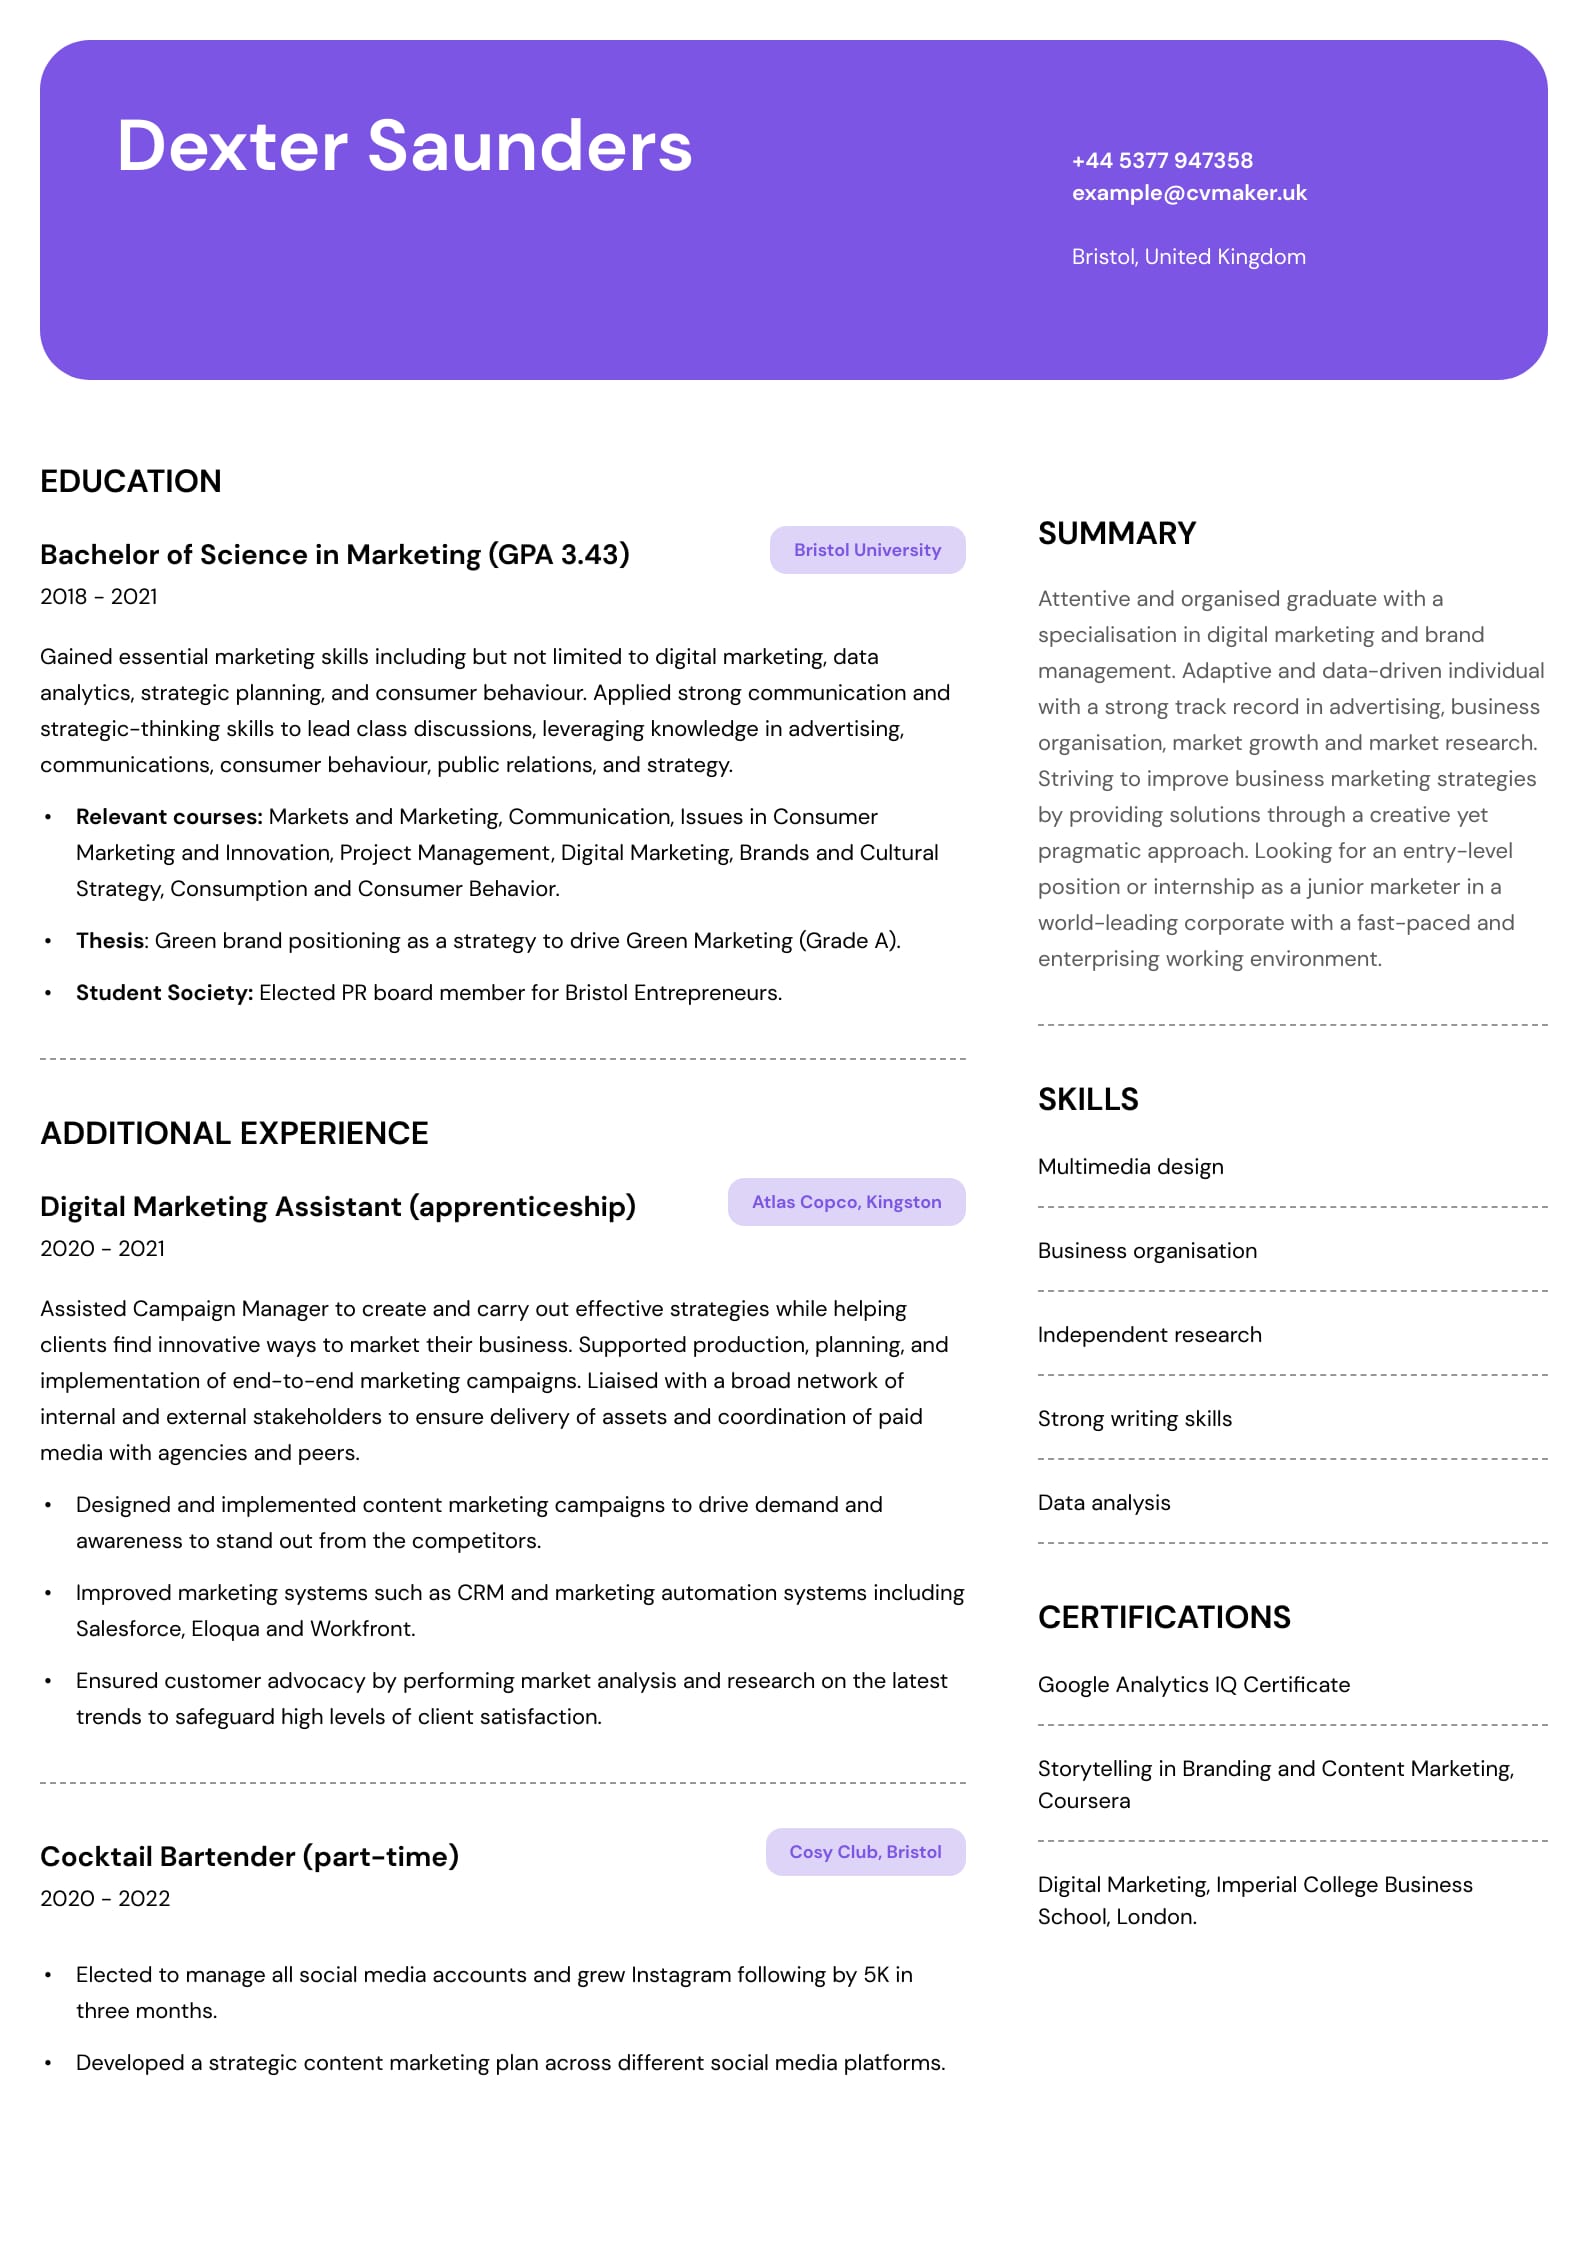 Dexter Saunders
+44 5377 947358
example@cvmaker.uk
Bristol, United Kingdom
EDUCATION
Bachelor of Science in Marketing (GPA 3.43)
Bristol University
2018 - 2021
Gained essential marketing skills including but not limited to digital marketing, data
analytics, strategic planning, and consumer behaviour. Applied strong communication and
strategic-thinking skills to lead class discussions, leveraging knowledge in advertising,
communications, consumer behaviour, public relations, and strategy.
• Relevant courses: Markets and Marketing, Communication, Issues in Consumer
Marketing and Innovation, Project Management, Digital Marketing, Brands and Cultural
Strategy, Consumption and Consumer Behavior.
• Thesis: Green brand positioning as a strategy to drive Green Marketing (Grade A).
• Student Society: Elected PR board member for Bristol Entrepreneurs.
ADDITIONAL EXPERIENCE
Digital Marketing Assistant (apprenticeship)
Atlas Copco, Kingston
2020 - 2021
Assisted Campaign Manager to create and carry out effective strategies while helping
clients find innovative ways to market their business. Supported production, planning, and
implementation of end-to-end marketing campaigns. Liaised with a broad network of
internal and external stakeholders to ensure delivery of assets and coordination of paid
media with agencies and peers.
• Designed and implemented content marketing campaigns to drive demand and
awareness to stand out from the competitors.
• Improved marketing systems such as CRM and marketing automation systems including
Salesforce, Eloqua and Workfront.
• Ensured customer advocacy by performing market analysis and research on the latest
trends to safeguard high levels of client satisfaction.
Cocktail Bartender (part-time)
Cosy Club, Bristol
2020 - 2022
• Elected to manage all social media accounts and grew Instagram following by 5K in
three months.
• Developed a strategic content marketing plan across different social media platforms.
SUMMARY
Attentive and organised graduate with a
specialisation in digital marketing and brand
management. Adaptive and data-driven individual
with a strong track record in advertising, business
organisation, market growth and market research.
Striving to improve business marketing strategies
by providing solutions through a creative yet
pragmatic approach. Looking for an entry-level
position or internship as a junior marketer in a
world-leading corporate with a fast-paced and
enterprising working environment.
SKILLS
Multimedia design
Business organisation
Independent research
Strong writing skills
Data analysis
CERTIFICATIONS
Google Analytics IQ Certificate
Storytelling in Branding and Content Marketing,
Coursera
Digital Marketing, Imperial College Business
School, London.